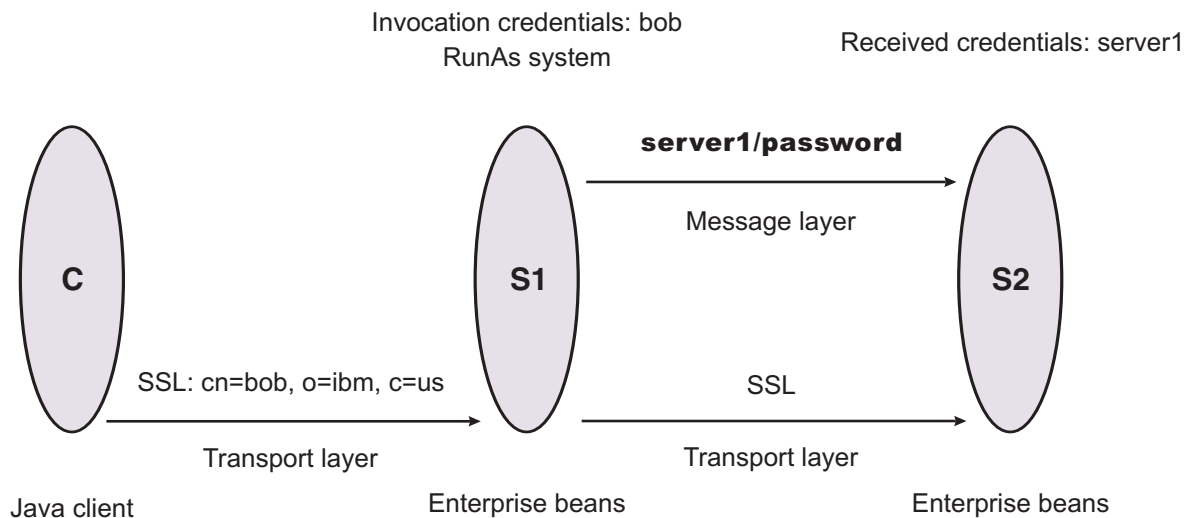 Invocation credentials: bob
RunAs system
Received credentials: server1
server1/password
Message layer
C
S1
S2
SSL: cn=bob, o=ibm, c=us
SSL
Transport layer
Transport layer
Java client
Enterprise beans
Enterprise beans